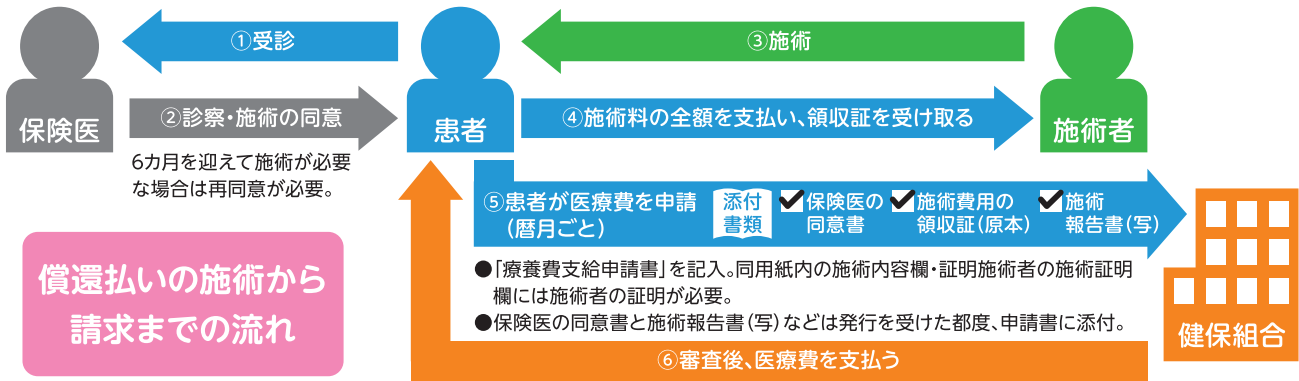 ①受診
③施術
保険医
②診察・施術の同意
患者
④施術料の全額を支払い、領収証を受け取る
施術者
6カ月を迎えて施術が必要
な場合は再同意が必要。
⑤患者が医療費を申請
（暦月ごと）
添付
書類
保険医の
同意書
施術費用の
領収証（原本）
施術
報告書（写）
償還払いの施術から
請求までの流れ
●「療養費支給申請書」を記入。同用紙内の施術内容欄・証明施術者の施術証明
欄には施術者の証明が必要。
●保険医の同意書と施術報告書（写）などは発行を受けた都度、申請書に添付。
健保組合
⑥審査後、医療費を支払う